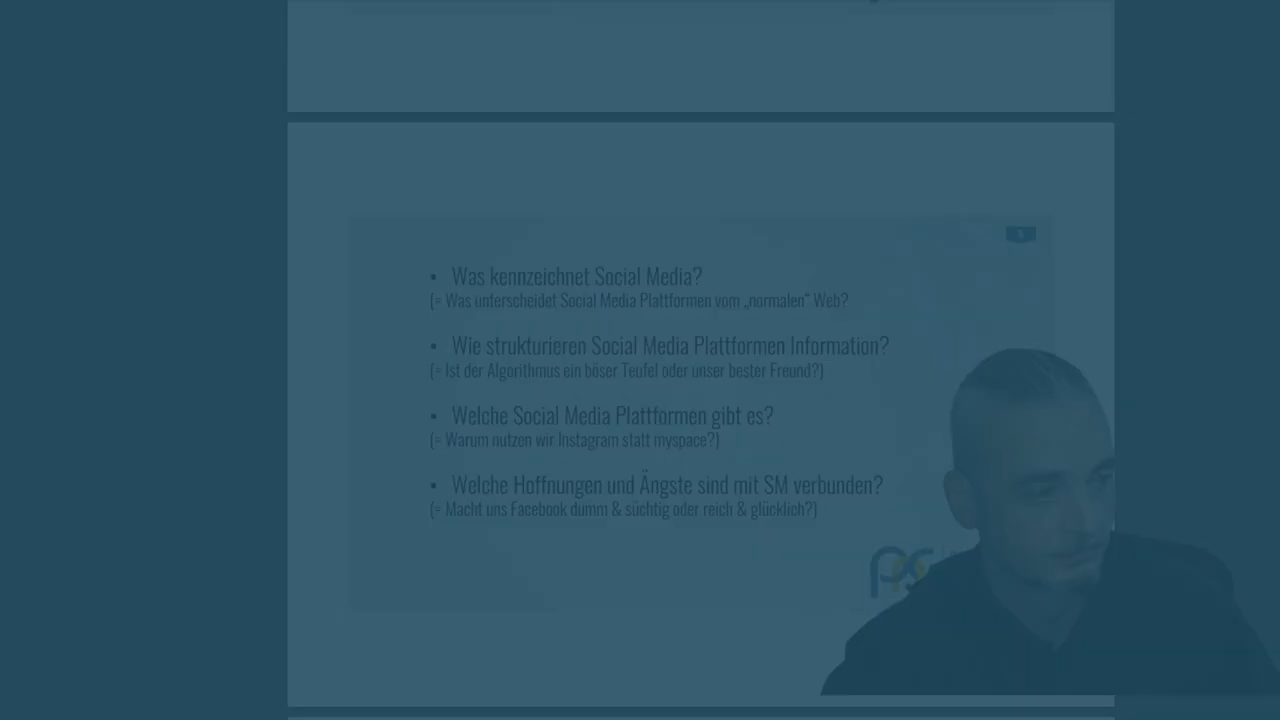 • Was kennzeichnet Social Media?
(= Was unterscheidet Social Media Plattformen vom „normalen“ Web?
• Wie strukturieren Social Media Plattformen Information?
(= Ist der Algorithmus ein böser Teufel oder unser bester Freund?)
• Welche Social Media Plattformen gibt es?
(= Warum nutzen wir Instagram statt myspace?)
• Welche Hoffnungen und Ängste sind mit SM verbunden?
(= Macht uns Facebook dumm & süchtig oder reich & glücklich?)